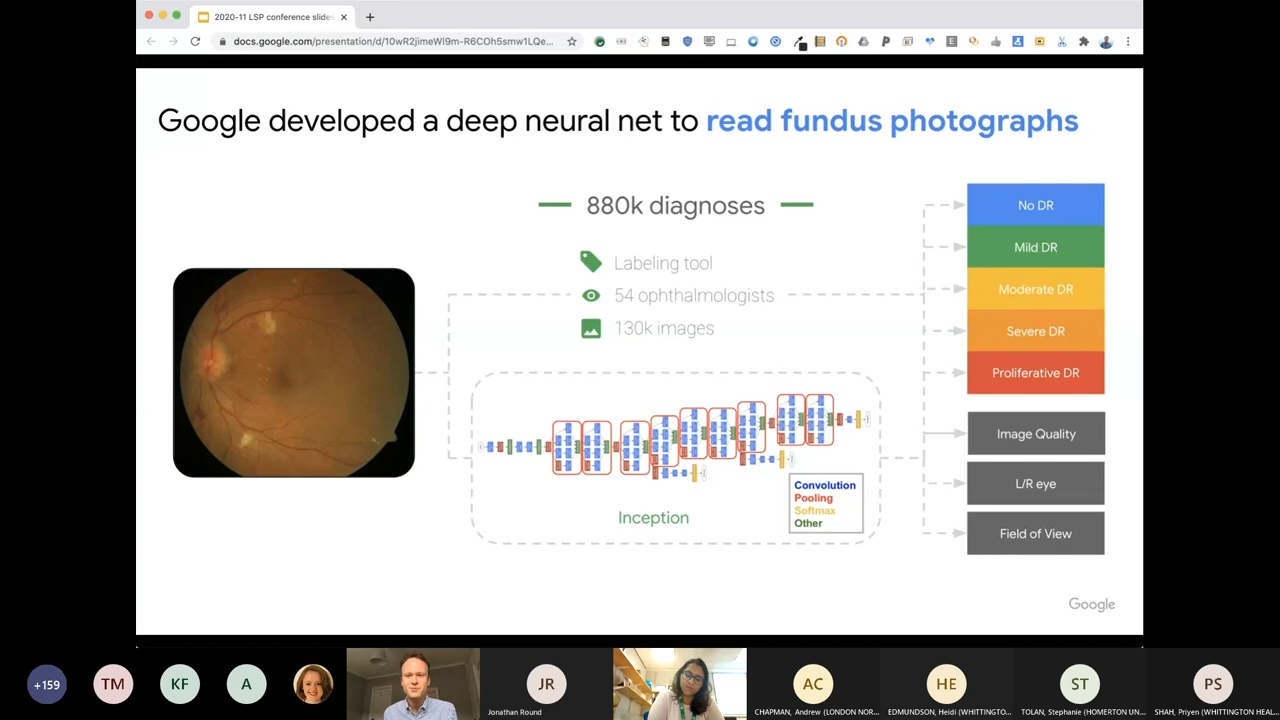 2020-11 LSP conference slides
docs.google.com/presentation/d/10wR2jimeWl9m-R6COh5smw1LQe...
Google developed a deep neural net to read fundus photographs
880k diagnoses
Labeling tool
54 ophthalmologists
130k images
No DR
Mild DR
Moderate DR
Severe DR
Proliferative DR
Image Quality
L/R eye
Field of View
Convolution
Pooling
Softmax
Other
Inception
Google
+159
TM
KF
A
JR
Jonathan Round
AC
CHAPMAN, Andrew (LONDON NOR...
HE
EDMUNDSON, Heidi (WHITTINGTO...
ST
TOLAN, Stephanie (HOMERTON UN...
PS
SHAH, Priyen (WHITTINGTON HEAL...